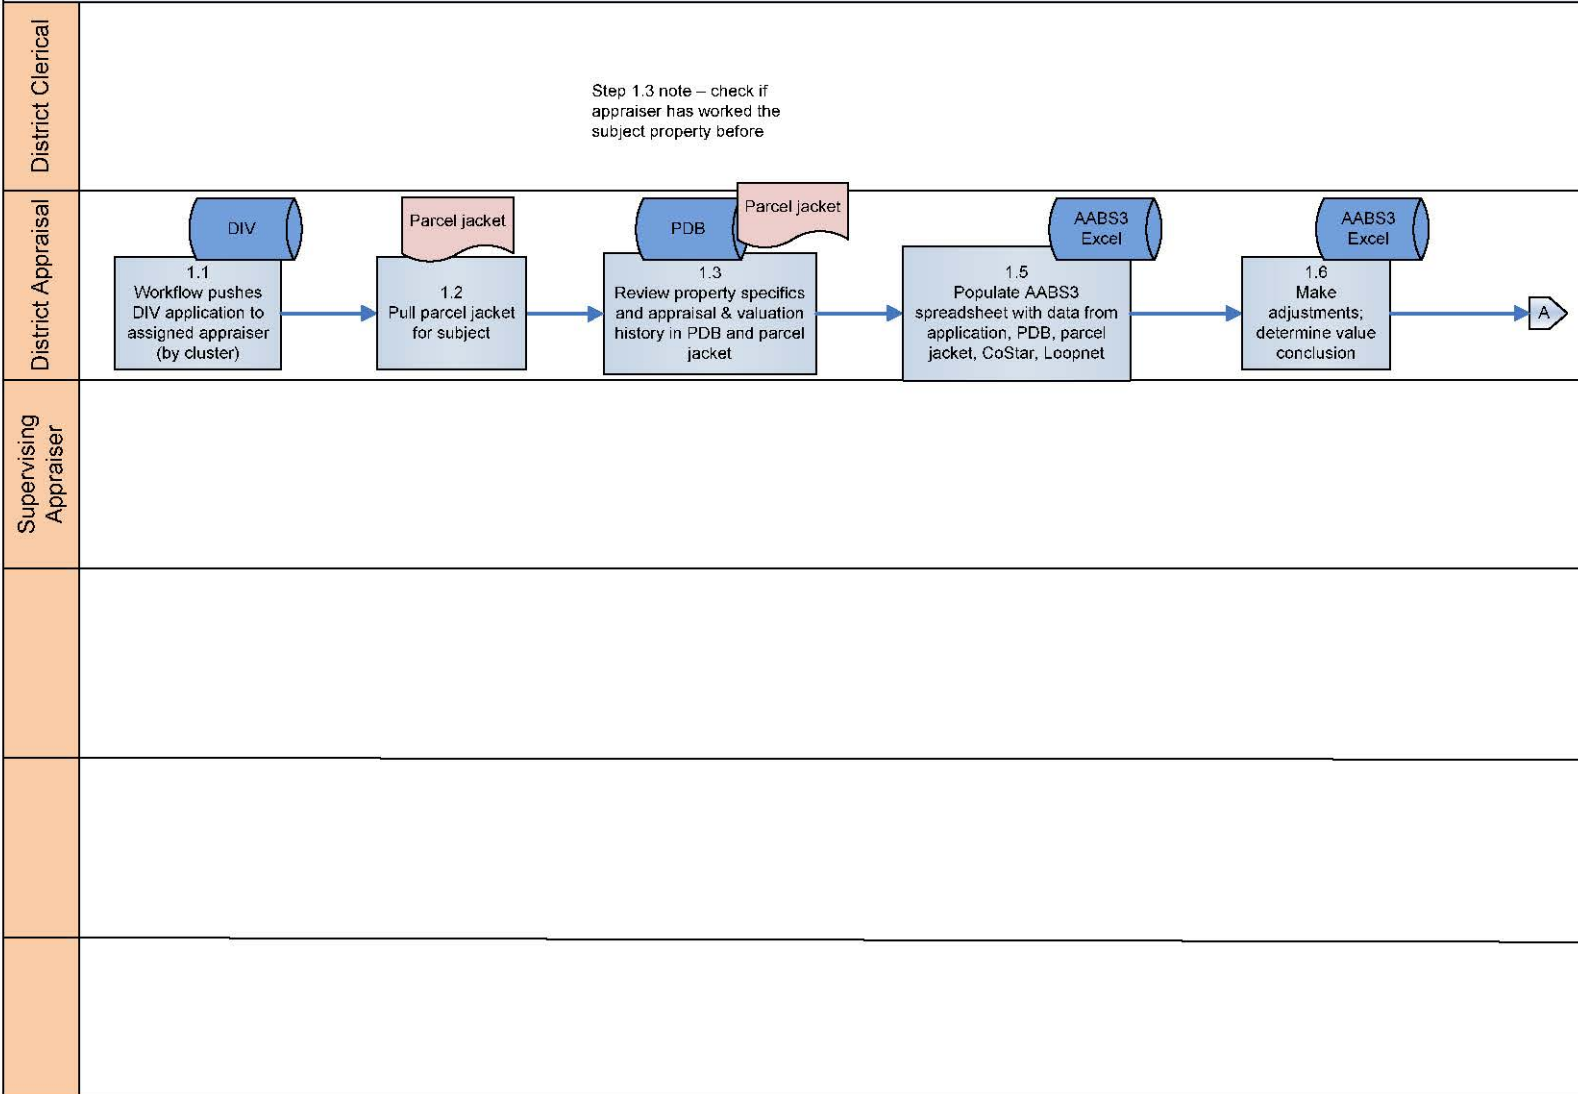 District Clerical
Step 1.3 note – check if
appraiser has worked the
subject property before
District Appraisal
DIV
1.1
Workflow pushes
DIV application to
assigned appraiser
(by cluster)
Parcel jacket
1.2
Pull parcel jacket
for subject
PDB
Parcel jacket
1.3
Review property specifics
and appraisal & valuation
history in PDB and parcel
jacket
AABS3
Excel
1.5
Populate AABS3
spreadsheet with data from
application, PDB, parcel
jacket, CoStar, Loopnet
AABS3
Excel
1.6
Make
adjustments;
determine value
conclusion
A
Supervising
Appraiser